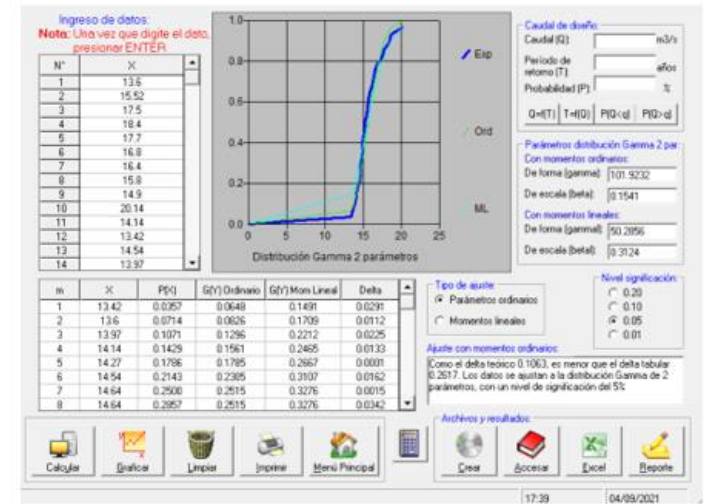 Ingreso de datos:
Nota: Una vez que digite el dato, presionar ENTER
N° X
1 13.6
2 15.52
3 17.5
4 18.4
5 17.7
6 16.8
7 16.4
8 15.8
9 14.9
10 20.14
11 14.14
12 13.42
13 14.54
14 13.97
1.0
0.8
0.6
0.4
0.2
0.0
0 5 10 15 20 25
Distribución Gamma 2 parámetros
Exp
Ord
ML
Caudal de diseño:
Caudal (Q): m3/s
Período de retorno (T): años
Probabilidad (P): %
Q=f(T) T=f(Q) P(Q<q) P(Q>q)
Parámetros distribución Gamma 2 par
Con momentos ordinarios:
De forma (gamma): 101.9232
De escala (beta): 0.1541
Con momentos lineales:
De forma (gammal): 50.2856
De escala (betal): 0.3124
m X P(X) G(Y) Ordinario G(Y) Mom Lineal Delta
1 13.42 0.0357 0.0648 0.1491 0.0291
2 13.6 0.0714 0.0826 0.1709 0.0112
3 13.97 0.1071 0.1296 0.2212 0.0225
4 14.14 0.1429 0.1561 0.2465 0.0133
5 14.27 0.1786 0.1785 0.2667 0.0001
6 14.54 0.2143 0.2305 0.3107 0.0162
7 14.64 0.2500 0.2515 0.3276 0.0015
8 14.64 0.2857 0.2515 0.3276 0.0342
Tipo de ajuste:
Parámetros ordinarios
Momentos lineales
Nivel significación:
0.20
0.10
0.05
0.01
Ajuste con momentos ordinarios:
Como el delta teórico 0.1063, es menor que el delta tabular
0.2617. Los datos se ajustan a la distribución Gamma de 2
parámetros, con un nivel de significación del 5%
Calcular Graficar Limpiar Imprimir Menú Principal
Archivos y resultados:
Crear Accesar Excel Reporte
17:39 04/09/2021